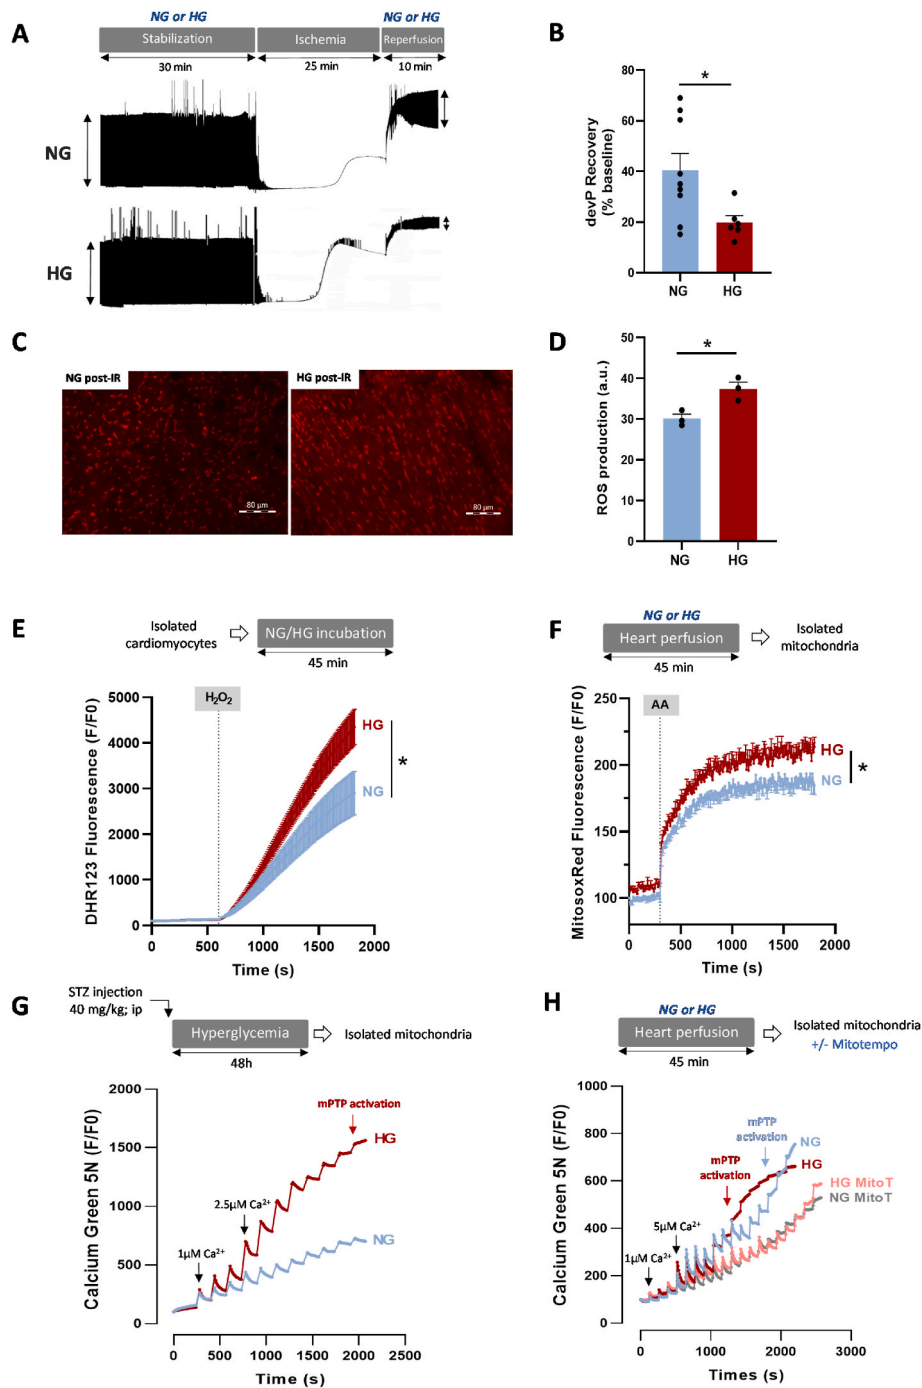 A
NG or HG
NG or HG
Stabilization
Ischemia
Reperfusion
30 min
25 min
10 min
NG
HG
B
80
60
40
20
0
devP Recovery
(% baseline)
*
NG
HG
C
NG post-IR
80 µm
HG post-IR
80 µm
D
50
40
30
20
10
0
ROS production (a.u.)
*
NG
HG
E
Isolated
cardiomyocytes
NG/HG incubation
45 min
H2O2
5000
4000
3000
2000
1000
0
DHR123 Fluorescence (F/F0)
HG
NG
*
0
500
1000
1500
2000
Time (s)
F
NG or HG
Heart perfusion
45 min
Isolated
mitochondria
AA
250
200
150
100
MitosoxRed Fluorescence (F/F0)
HG
NG
*
0
500
1000
1500
2000
Time (s)
G
STZ injection
40 mg/kg; ip
Hyperglycemia
48h
Isolated mitochondria
2000
1500
1000
500
0
Calcium Green 5N (F/F0)
mPTP activation
HG
2.5µM Ca2+
1µM Ca2+
NG
0
500
1000
1500
2000
2500
Time (s)
H
NG or HG
Heart perfusion
45 min
Isolated mitochondria
+/- Mitotempo
1000
800
600
400
200
0
Calcium Green 5N (F/F0)
mPTP
activation
mPTP
activation
NG
HG
HG MitoT
NG MitoT
5µM Ca2+
1µM Ca2+
0
1000
2000
3000
Times (s)